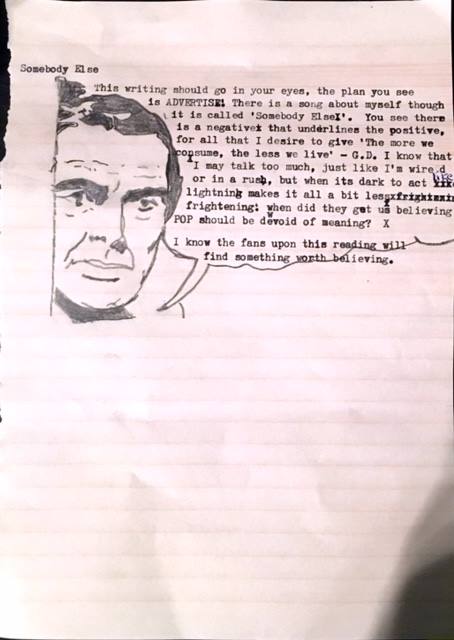 Somebody Else
This writing should go in your eyes, the plan you see
is ADVERTISE! There is a song about myself though
it is called 'Somebody Else'. You see there
is a negative that underlines the positive,
for all that I desire to give 'The more we
consume, the less we live' - G.D. I know that
I may talk too much, just like I'm wired
or in a rush, but when its dark to act
lightning makes it all a bit less
frightening: when did they get us believing
POP should be devoid of meaning? X
I know the fans upon this reading will
find something worth believing.